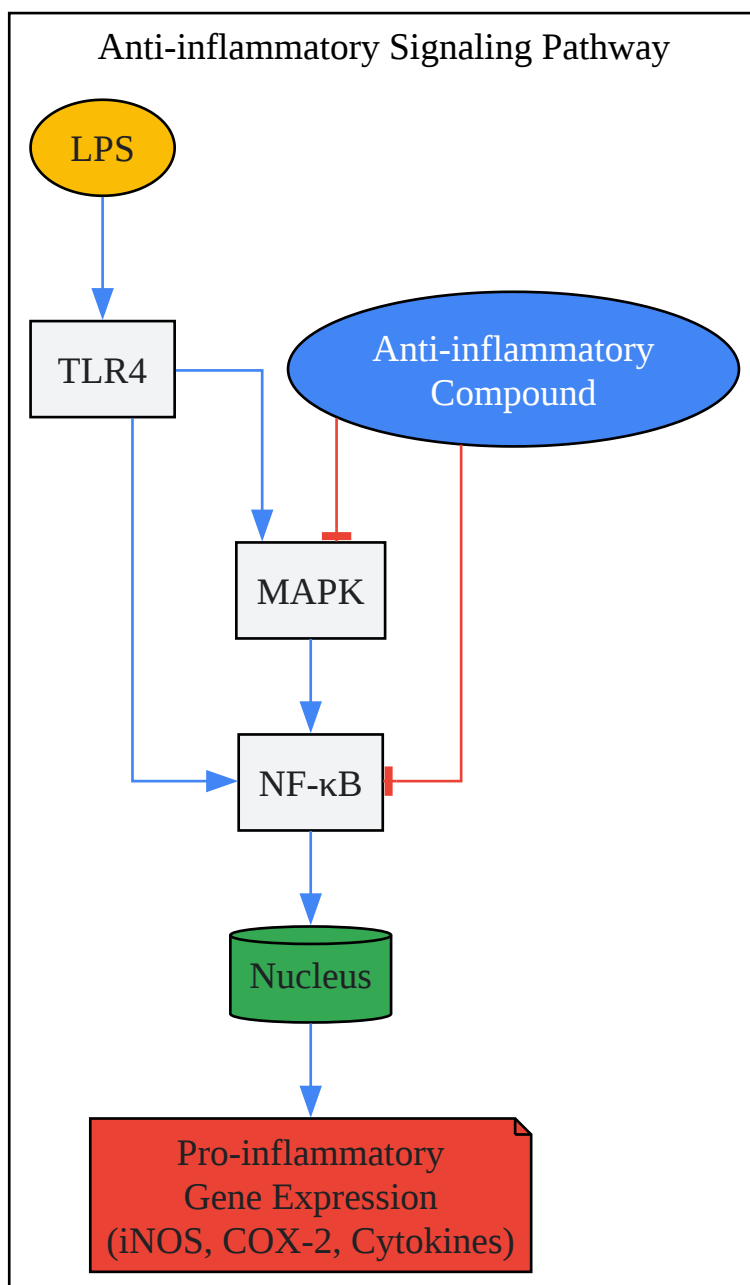 Anti-inflammatory Signaling Pathway
LPS
TLR4
Anti-inflammatory
Compound
MAPK
NF-κB
Nucleus
Pro-inflammatory
Gene Expression
(iNOS, COX-2, Cytokines)